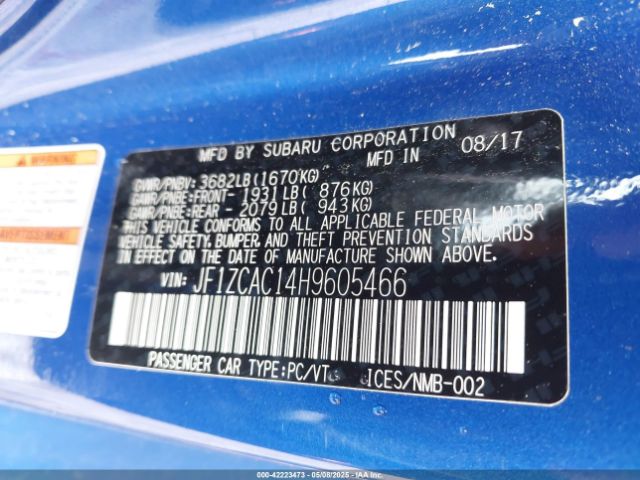 MFD BY SUBARU CORPORATION
MFD IN 08/17
GVWR/PNBV: 3682LB(1670KG)
GAWR/PNBE:FRONT- 1931LB( 876KG)
GAWR/PNBE:REAR - 2079LB( 943KG)
THIS VEHICLE CONFORMS TO ALL APPLICABLE FEDERAL MOTOR
VEHICLE SAFETY, BUMPER, AND THEFT PREVENTION STANDARDS
IN EFFECT ON THE DATE OF MANUFACTURE SHOWN ABOVE.
VIN: JF1ZCAC14H9605466
PASSENGER CAR TYPE:PC/VT ICES/NMB-002
000-42223473 - 05/08/2025 - IAA Inc.